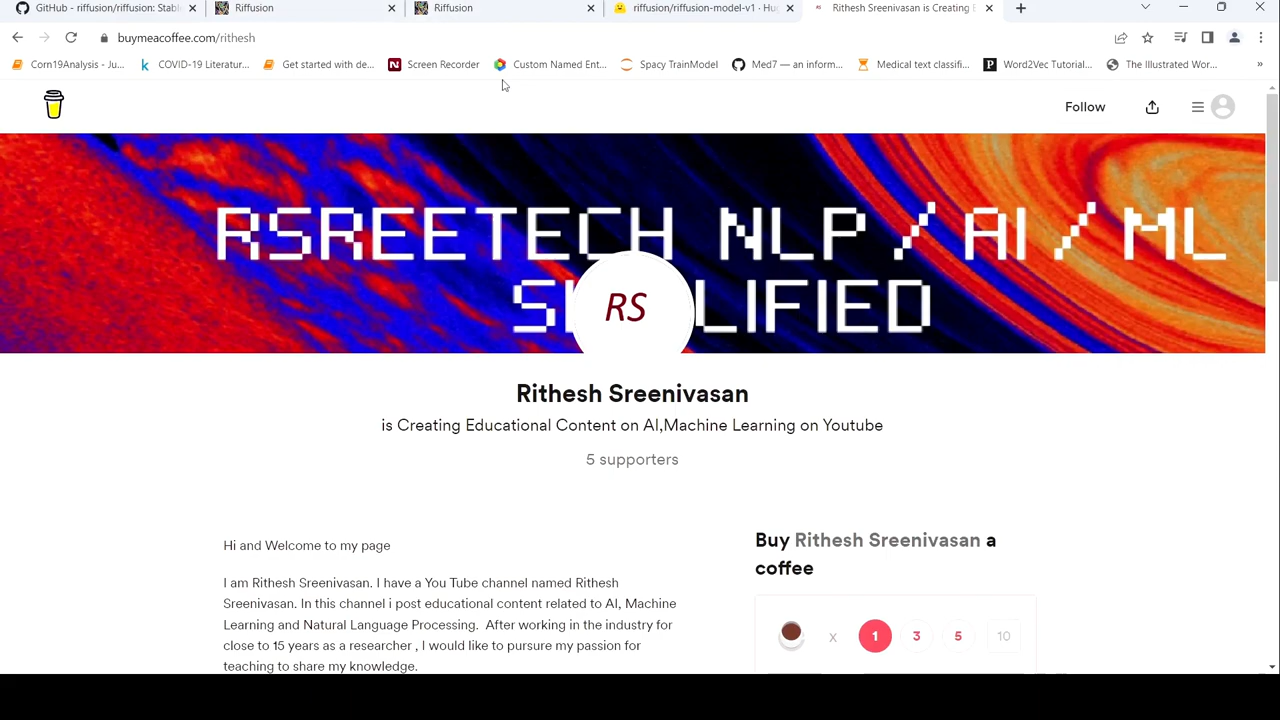 GitHub - riffusion/riffusion: Stabl
Riffusion
Riffusion
riffusion/riffusion-model-v1 · Hug
Rithesh Sreenivasan is Creating E
buymeacoffee.com/rithesh
Corn19Analysis - Ju...
COVID-19 Literatur...
Get started with de...
Screen Recorder
Custom Named Ent...
Spacy TrainModel
Med7 — an inform...
Medical text classifi...
Word2Vec Tutorial...
The Illustrated Wor...
»
Follow
RSREETECH NLP / AI / ML
LIFIED
RS
Rithesh Sreenivasan
is Creating Educational Content on AI,Machine Learning on Youtube
5 supporters
Hi and Welcome to my page
I am Rithesh Sreenivasan. I have a You Tube channel named Rithesh
Sreenivasan. In this channel i post educational content related to AI, Machine
Learning and Natural Language Processing.  After working in the industry for
close to 15 years as a researcher , I would like to pursure my passion for
teaching to share my knowledge.
Buy Rithesh Sreenivasan a
coffee
x 1 3 5 10